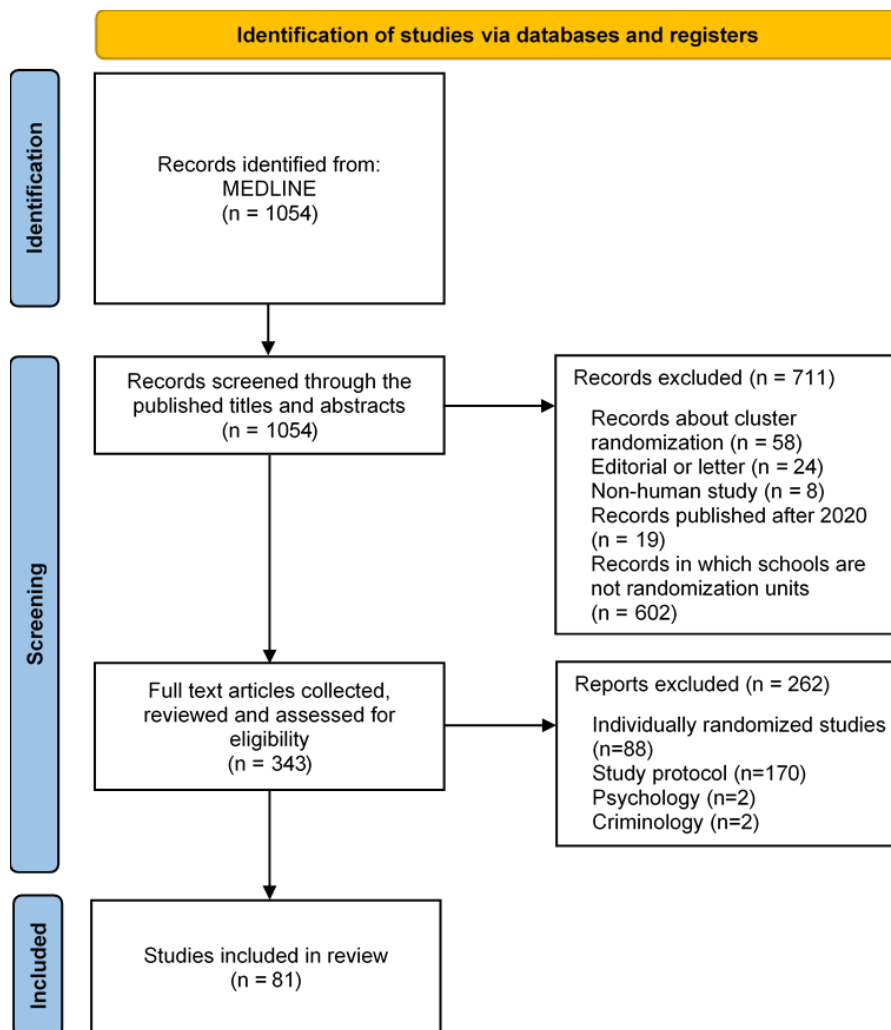 Identification of studies via databases and registers
Identification
Records identified from:
MEDLINE
(n = 1054)
Screening
Records screened through the
published titles and abstracts
(n = 1054)
Records excluded (n = 711)
Records about cluster
randomization (n = 58)
Editorial or letter (n = 24)
Non-human study (n = 8)
Records published after 2020
(n = 19)
Records in which schools are
not randomization units
(n = 602)
Full text articles collected,
reviewed and assessed for
eligibility
(n = 343)
Reports excluded (n = 262)
Individually randomized studies
(n=88)
Study protocol (n=170)
Psychology (n=2)
Criminology (n=2)
Included
Studies included in review
(n = 81)